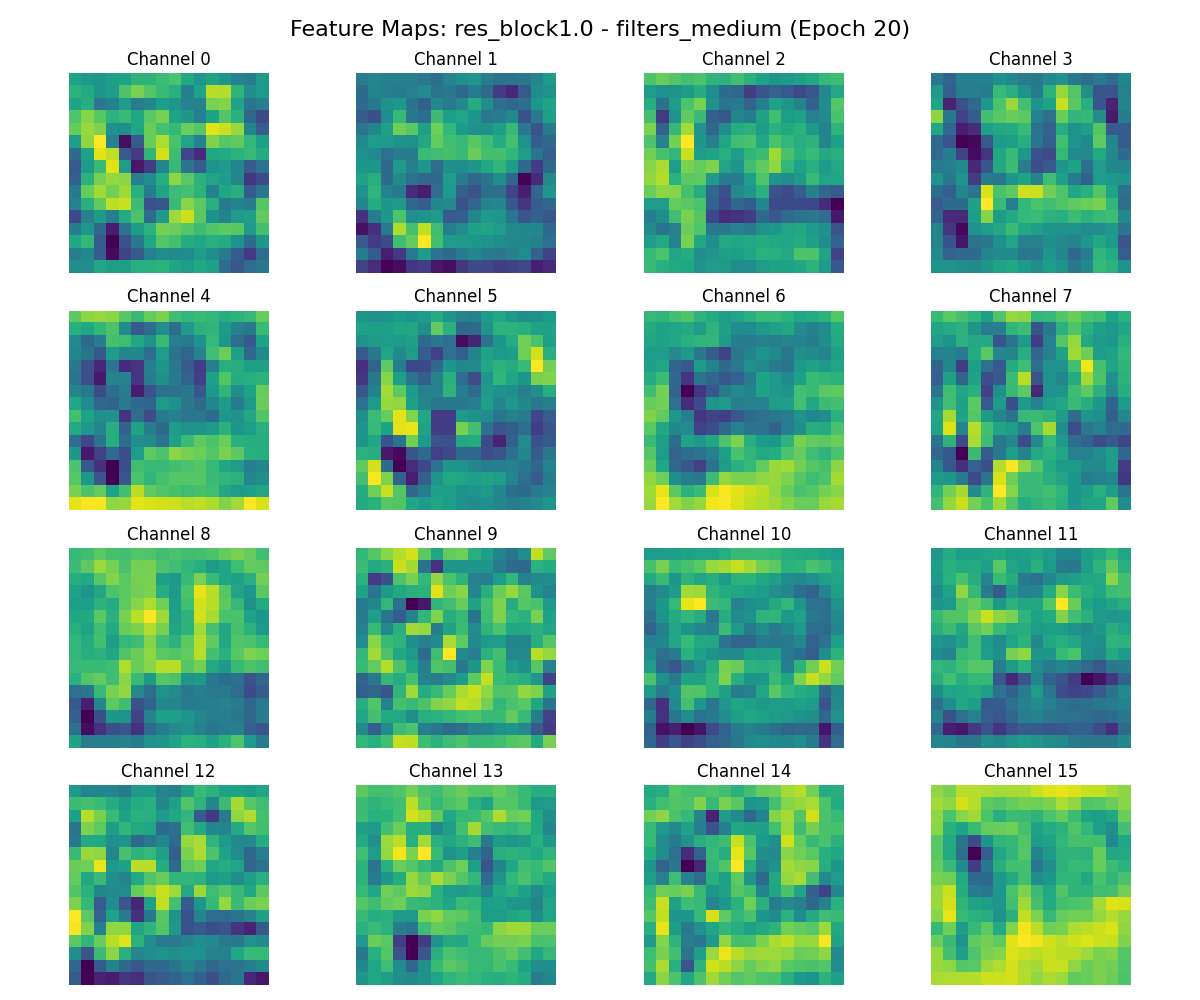 Feature Maps: res_block1.0 - filters_medium (Epoch 20)
Channel 0 Channel 1 Channel 2 Channel 3
Channel 4 Channel 5 Channel 6 Channel 7
Channel 8 Channel 9 Channel 10 Channel 11
Channel 12 Channel 13 Channel 14 Channel 15